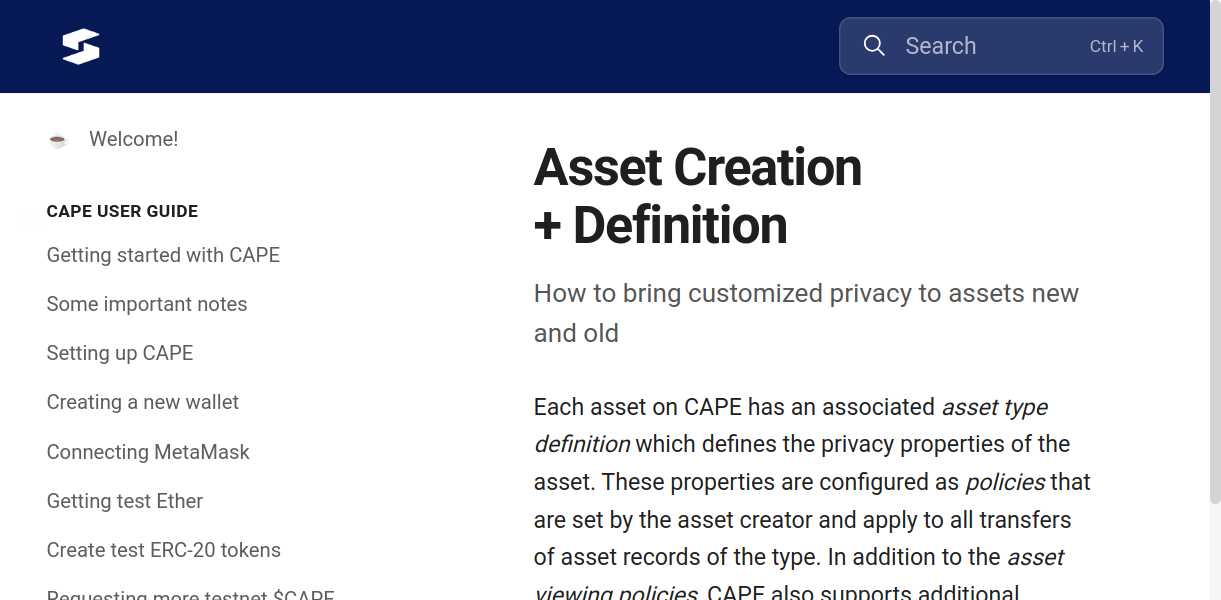 Search
Ctrl + K
Welcome!
CAPE USER GUIDE
Getting started with CAPE
Some important notes
Setting up CAPE
Creating a new wallet
Connecting MetaMask
Getting test Ether
Create test ERC-20 tokens
Requesting more testnet $CAPE
Asset Creation
+ Definition
How to bring customized privacy to assets new
and old
Each asset on CAPE has an associated asset type
definition which defines the privacy properties of the
asset. These properties are configured as policies that
are set by the asset creator and apply to all transfers
of asset records of the type. In addition to the asset
viewing policies, CAPE also supports additional